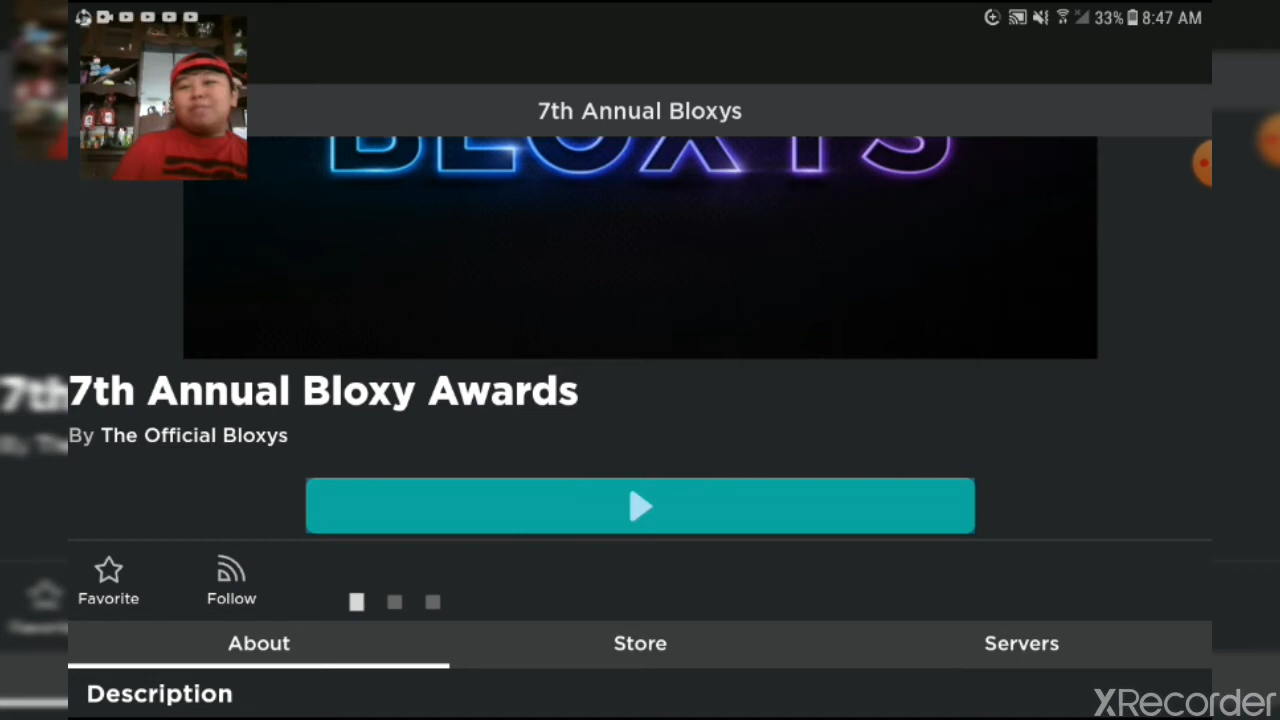 33% 8:47 AM
7th Annual Bloxys
BLOXYS
7th Annual Bloxy Awards
By The Official Bloxys
Favorite
Follow
About
Store
Servers
Description
XRecorder